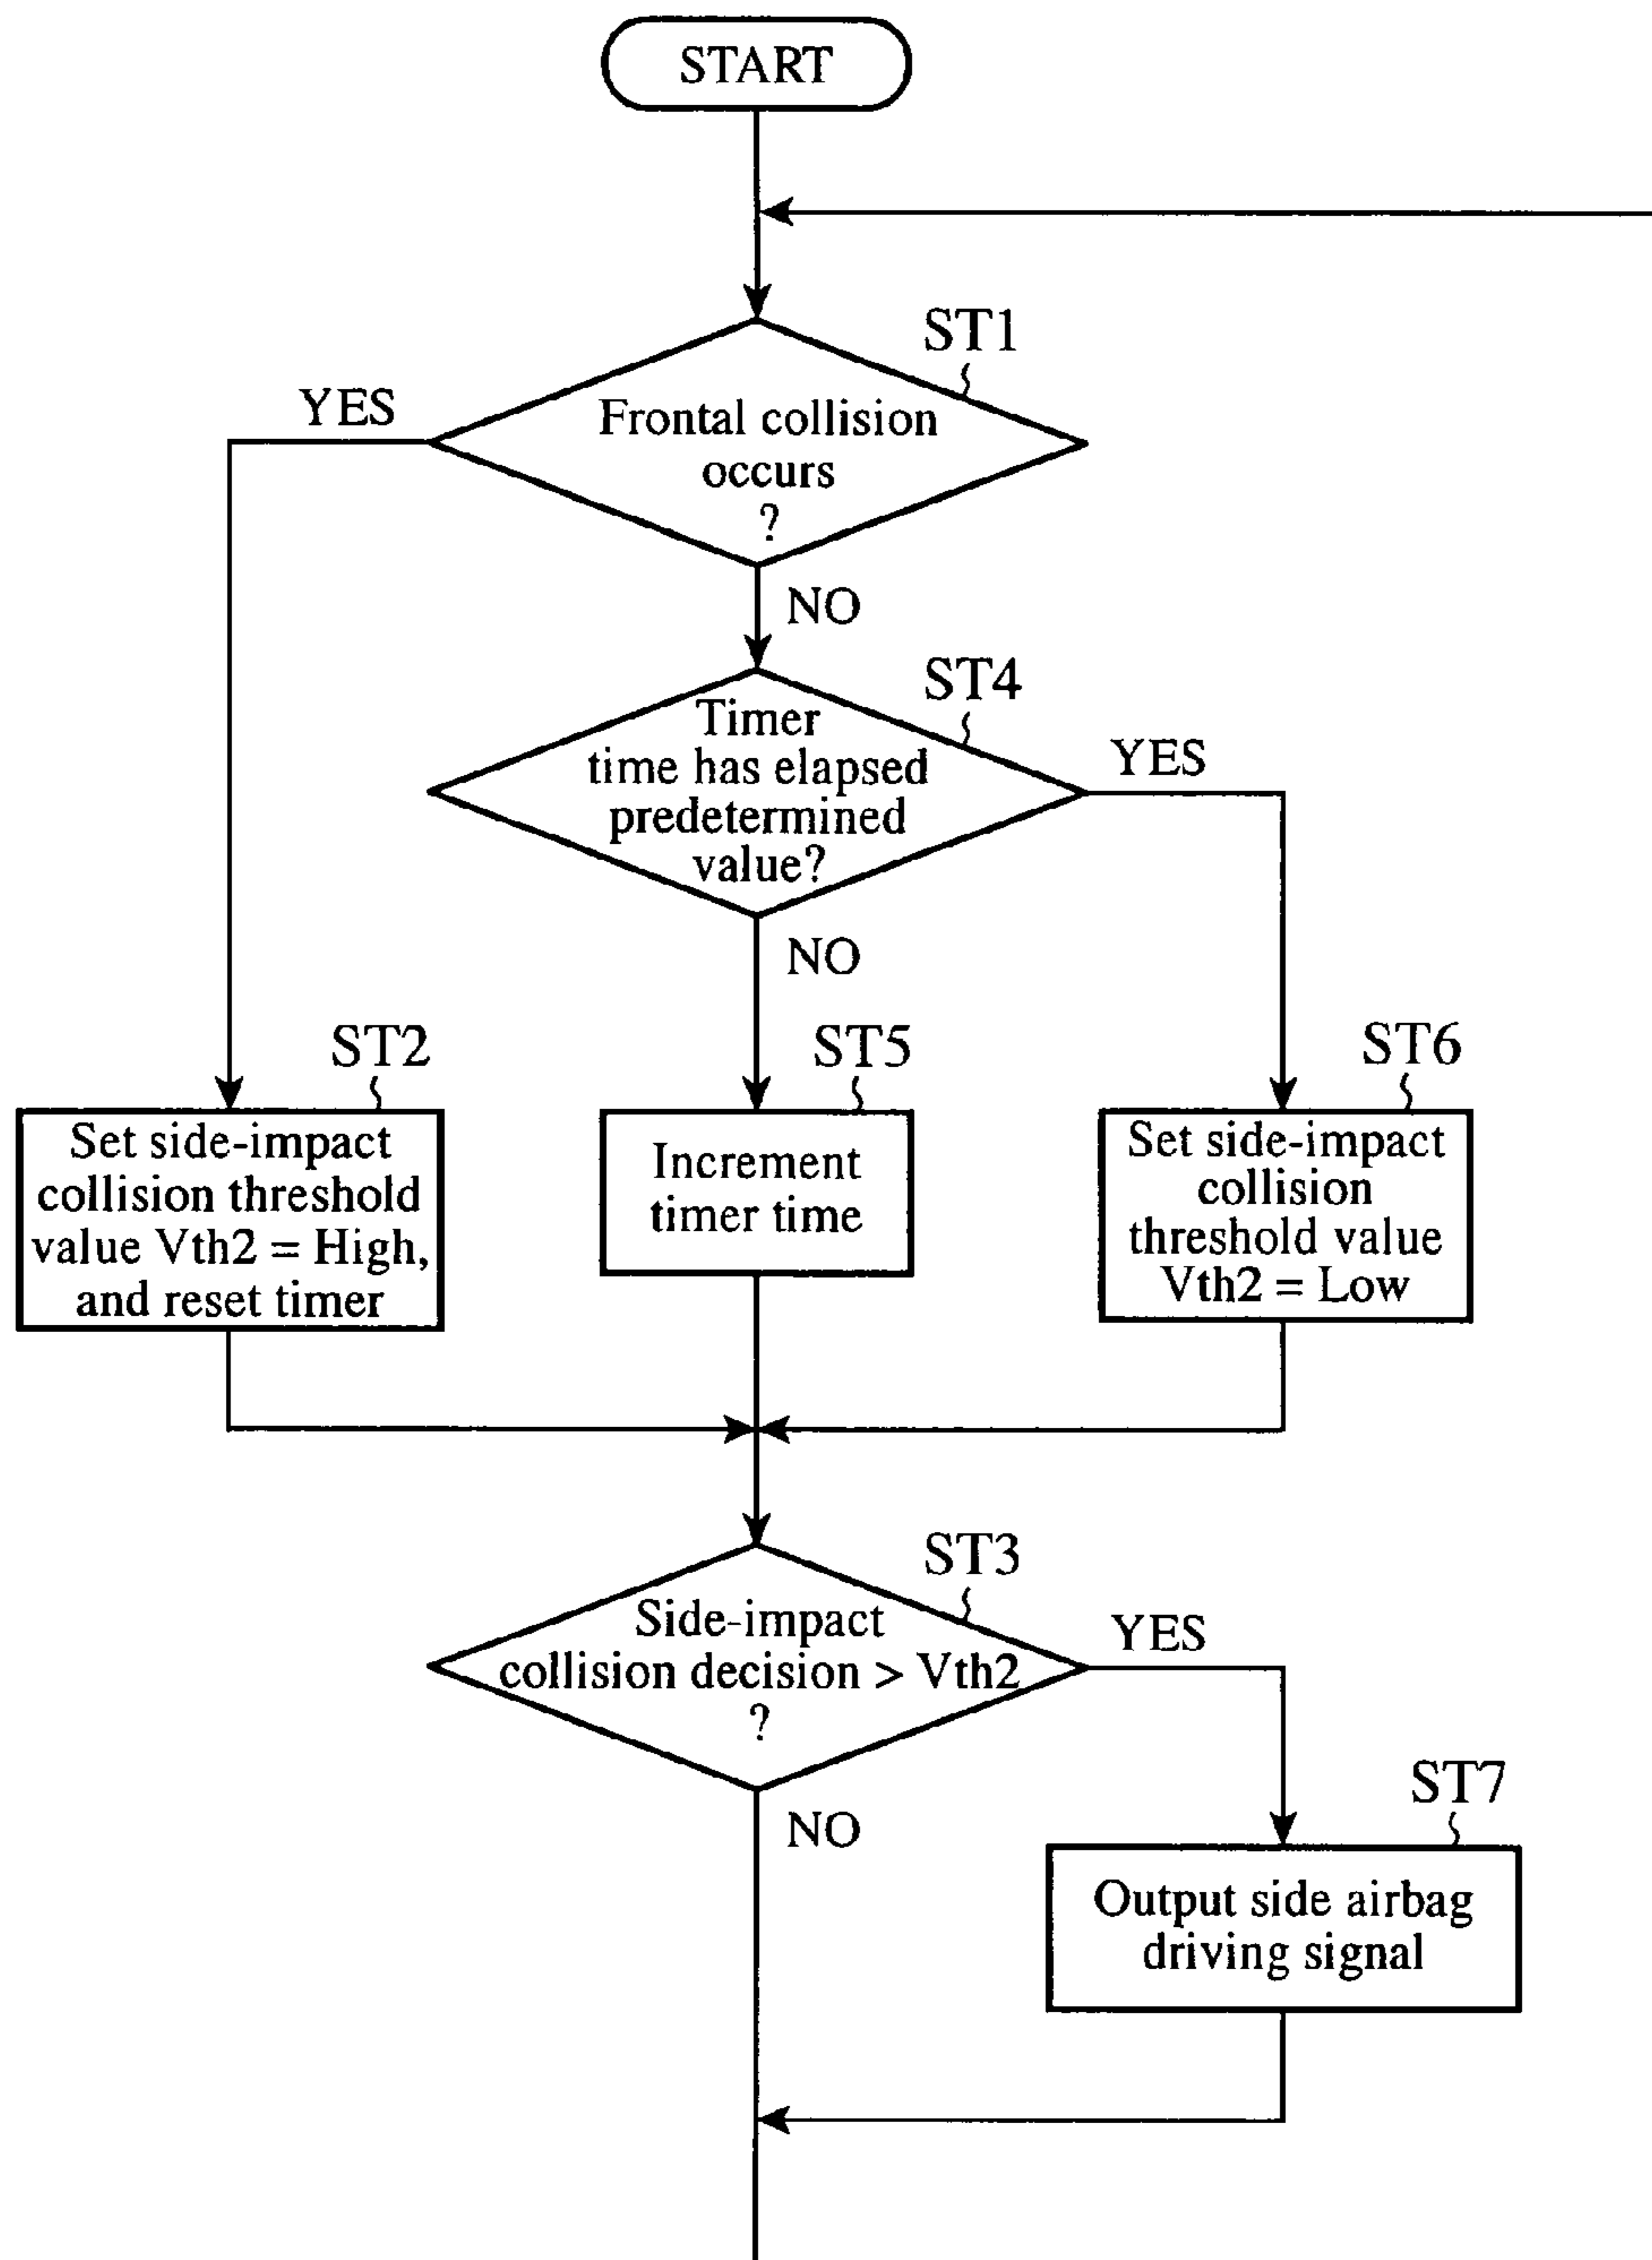 START
ST1
YES
Frontal collision
occurs
?
NO
ST4
Timer
time has elapsed
predetermined
value?
YES
NO
ST2
Set side-impact
collision threshold
value Vth2 = High,
and reset timer
ST5
Increment
timer time
ST6
Set side-impact
collision
threshold value
Vth2 = Low
ST3
Side-impact
collision decision > Vth2
?
YES
NO
ST7
Output side airbag
driving signal